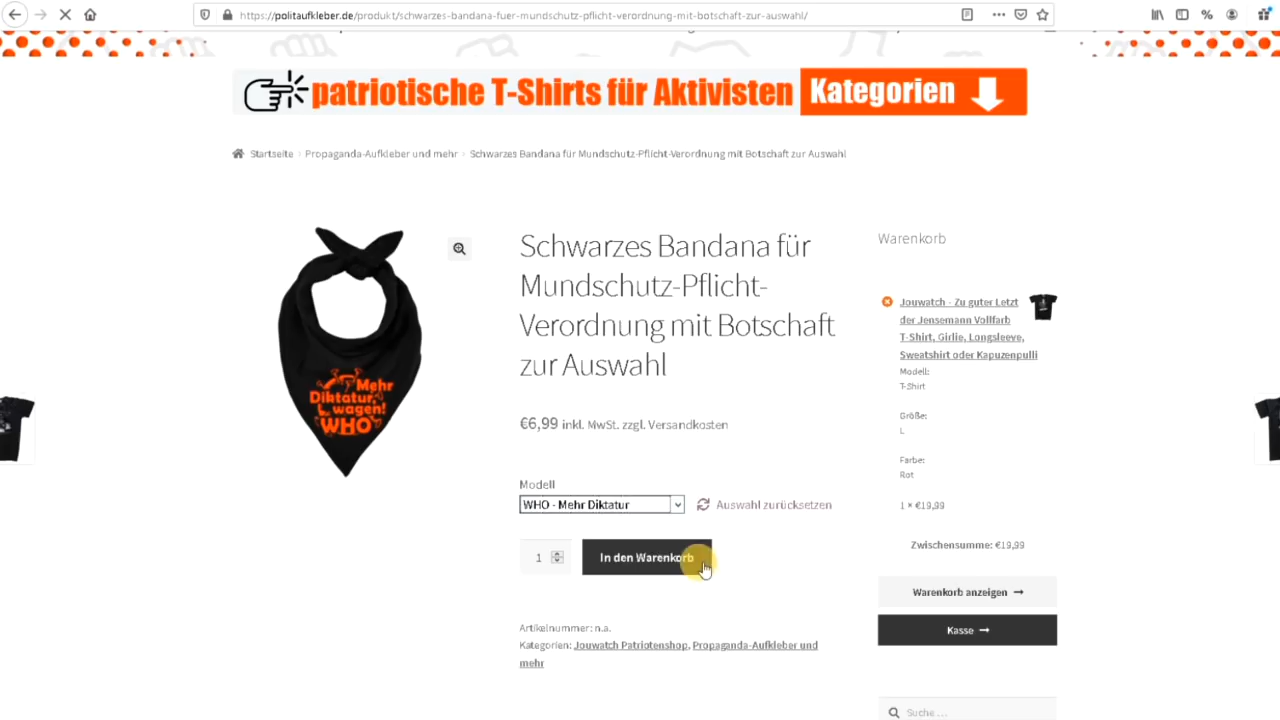 https://politaufkleber.de/produkt/schwarzes-bandana-fuer-mundschutz-pflicht-verordnung-mit-botschaft-zur-auswahl/
patriotische T-Shirts für Aktivisten Kategorien
Startseite › Propaganda-Aufkleber und mehr › Schwarzes Bandana für Mundschutz-Pflicht-Verordnung mit Botschaft zur Auswahl
Mehr
Diktatur
wagen!
WHO
Schwarzes Bandana für
Mundschutz-Pflicht-
Verordnung mit Botschaft
zur Auswahl
€6,99 inkl. MwSt. zzgl. Versandkosten
Modell
WHO - Mehr Diktatur
Auswahl zurücksetzen
1
In den Warenkorb
Artikelnummer: n.a.
Kategorien: Jouwatch Patriotenshop, Propaganda-Aufkleber und
mehr
Warenkorb
Jouwatch - Zu guter Letzt
der Jensemann Vollfarb
T-Shirt, Girlie, Longsleeve,
Sweatshirt oder Kapuzenpulli
Modell:
T-Shirt
Größe:
L
Farbe:
Rot
1 × €19,99
Zwischensumme: €19,99
Warenkorb anzeigen →
Kasse →
Suche …